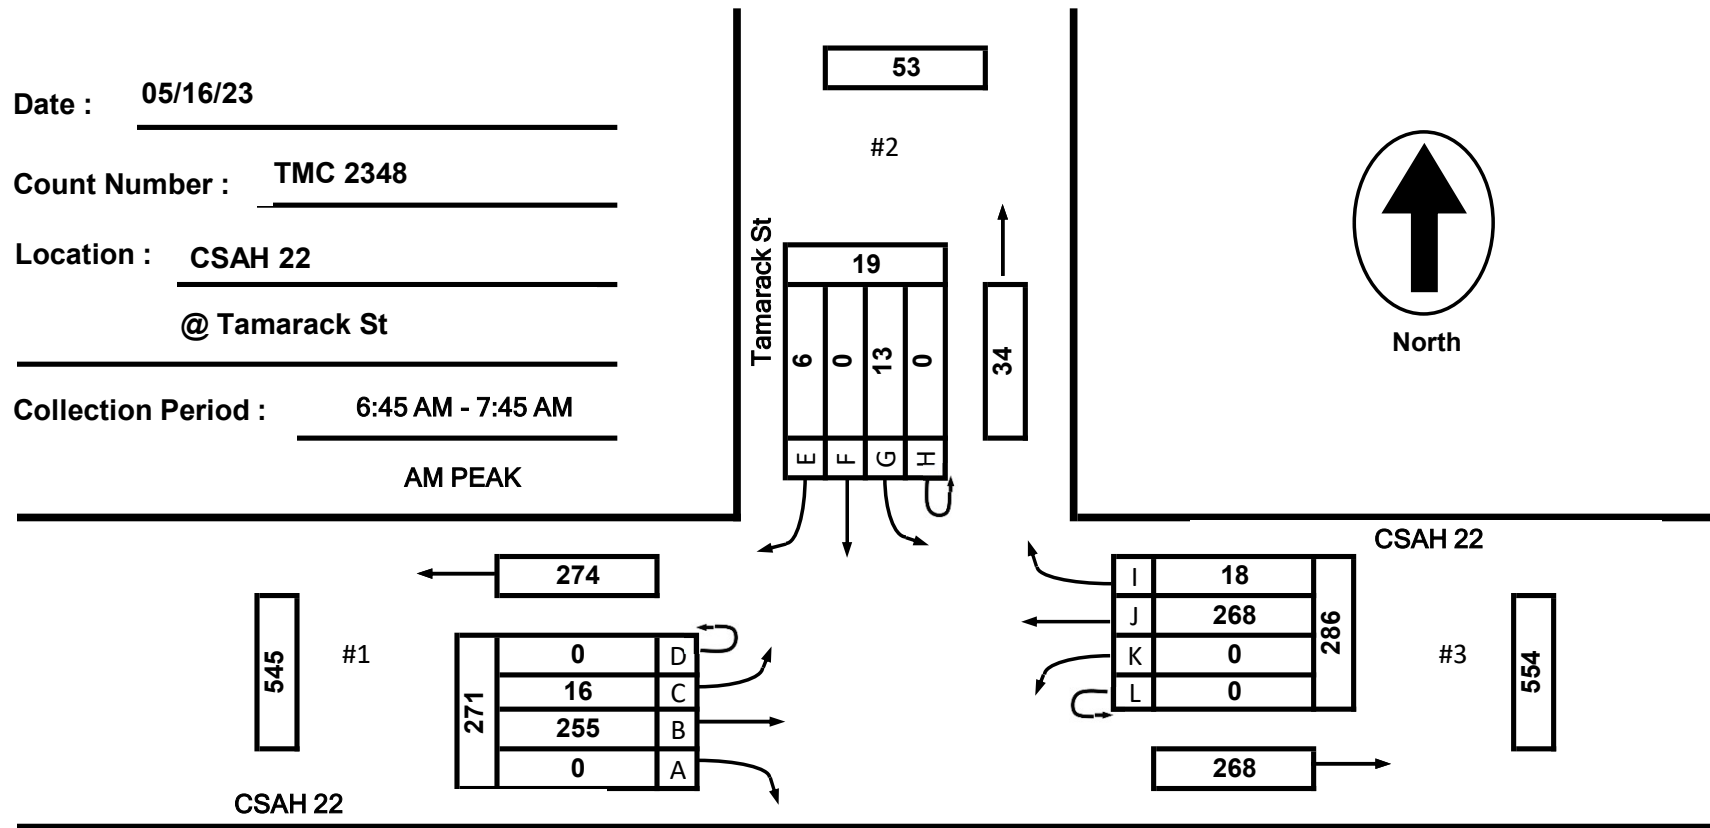 Date : 05/16/23
Count Number : TMC 2348
Location : CSAH 22
@ Tamarack St
Collection Period : 6:45 AM - 7:45 AM
AM PEAK
53
#2
Tamarack St
19
6 0 13 0
E F G H
34
North
CSAH 22
274
545
#1
271
0 D
16 C
255 B
0 A
CSAH 22
I 18
J 268
K 0
L 0
286
#3
554
268